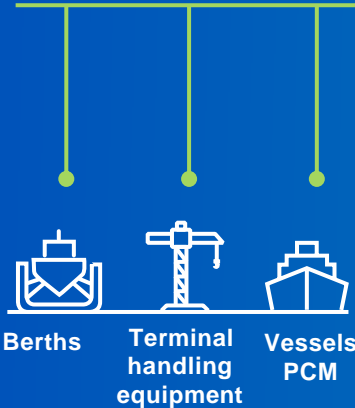 Berths
Terminal
handling
equipment
Vessels
PCM